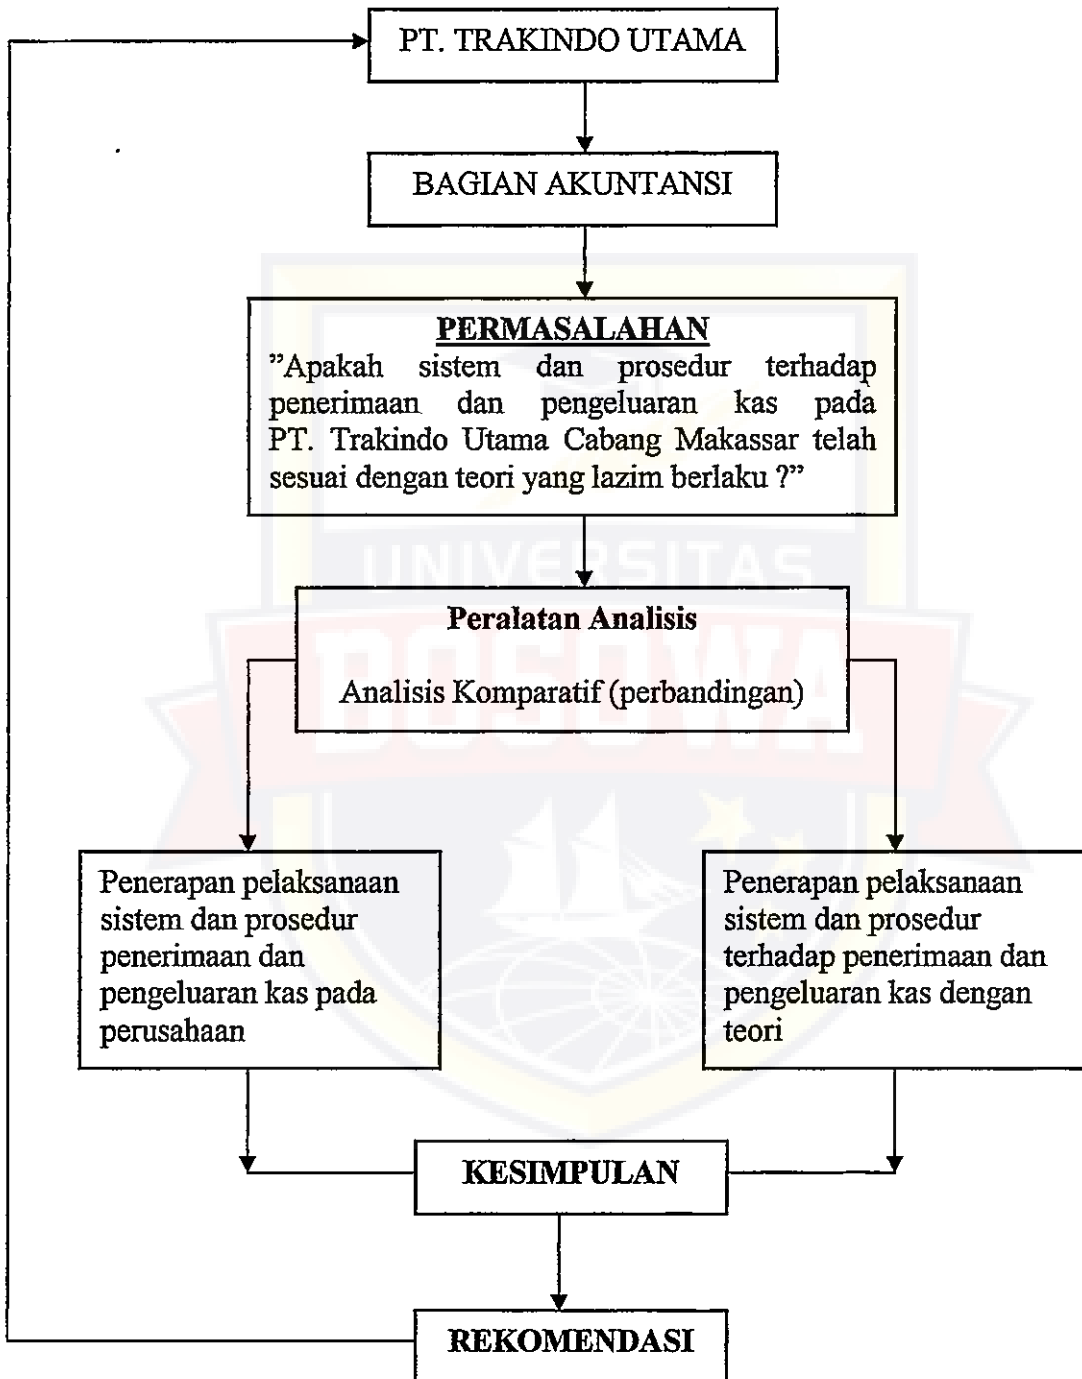 PT. TRAKINDO UTAMA
BAGIAN AKUNTANSI
PERMASALAHAN
”Apakah sistem dan prosedur terhadap
penerimaan dan pengeluaran kas pada
PT. Trakindo Utama Cabang Makassar telah
sesuai dengan teori yang lazim berlaku ?”
UNIVERSITAS
BOSOWA
Peralatan Analisis
Analisis Komparatif (perbandingan)
Penerapan pelaksanaan
sistem dan prosedur
penerimaan dan
pengeluaran kas pada
perusahaan
Penerapan pelaksanaan
sistem dan prosedur
terhadap penerimaan dan
pengeluaran kas dengan
teori
KESIMPULAN
REKOMENDASI